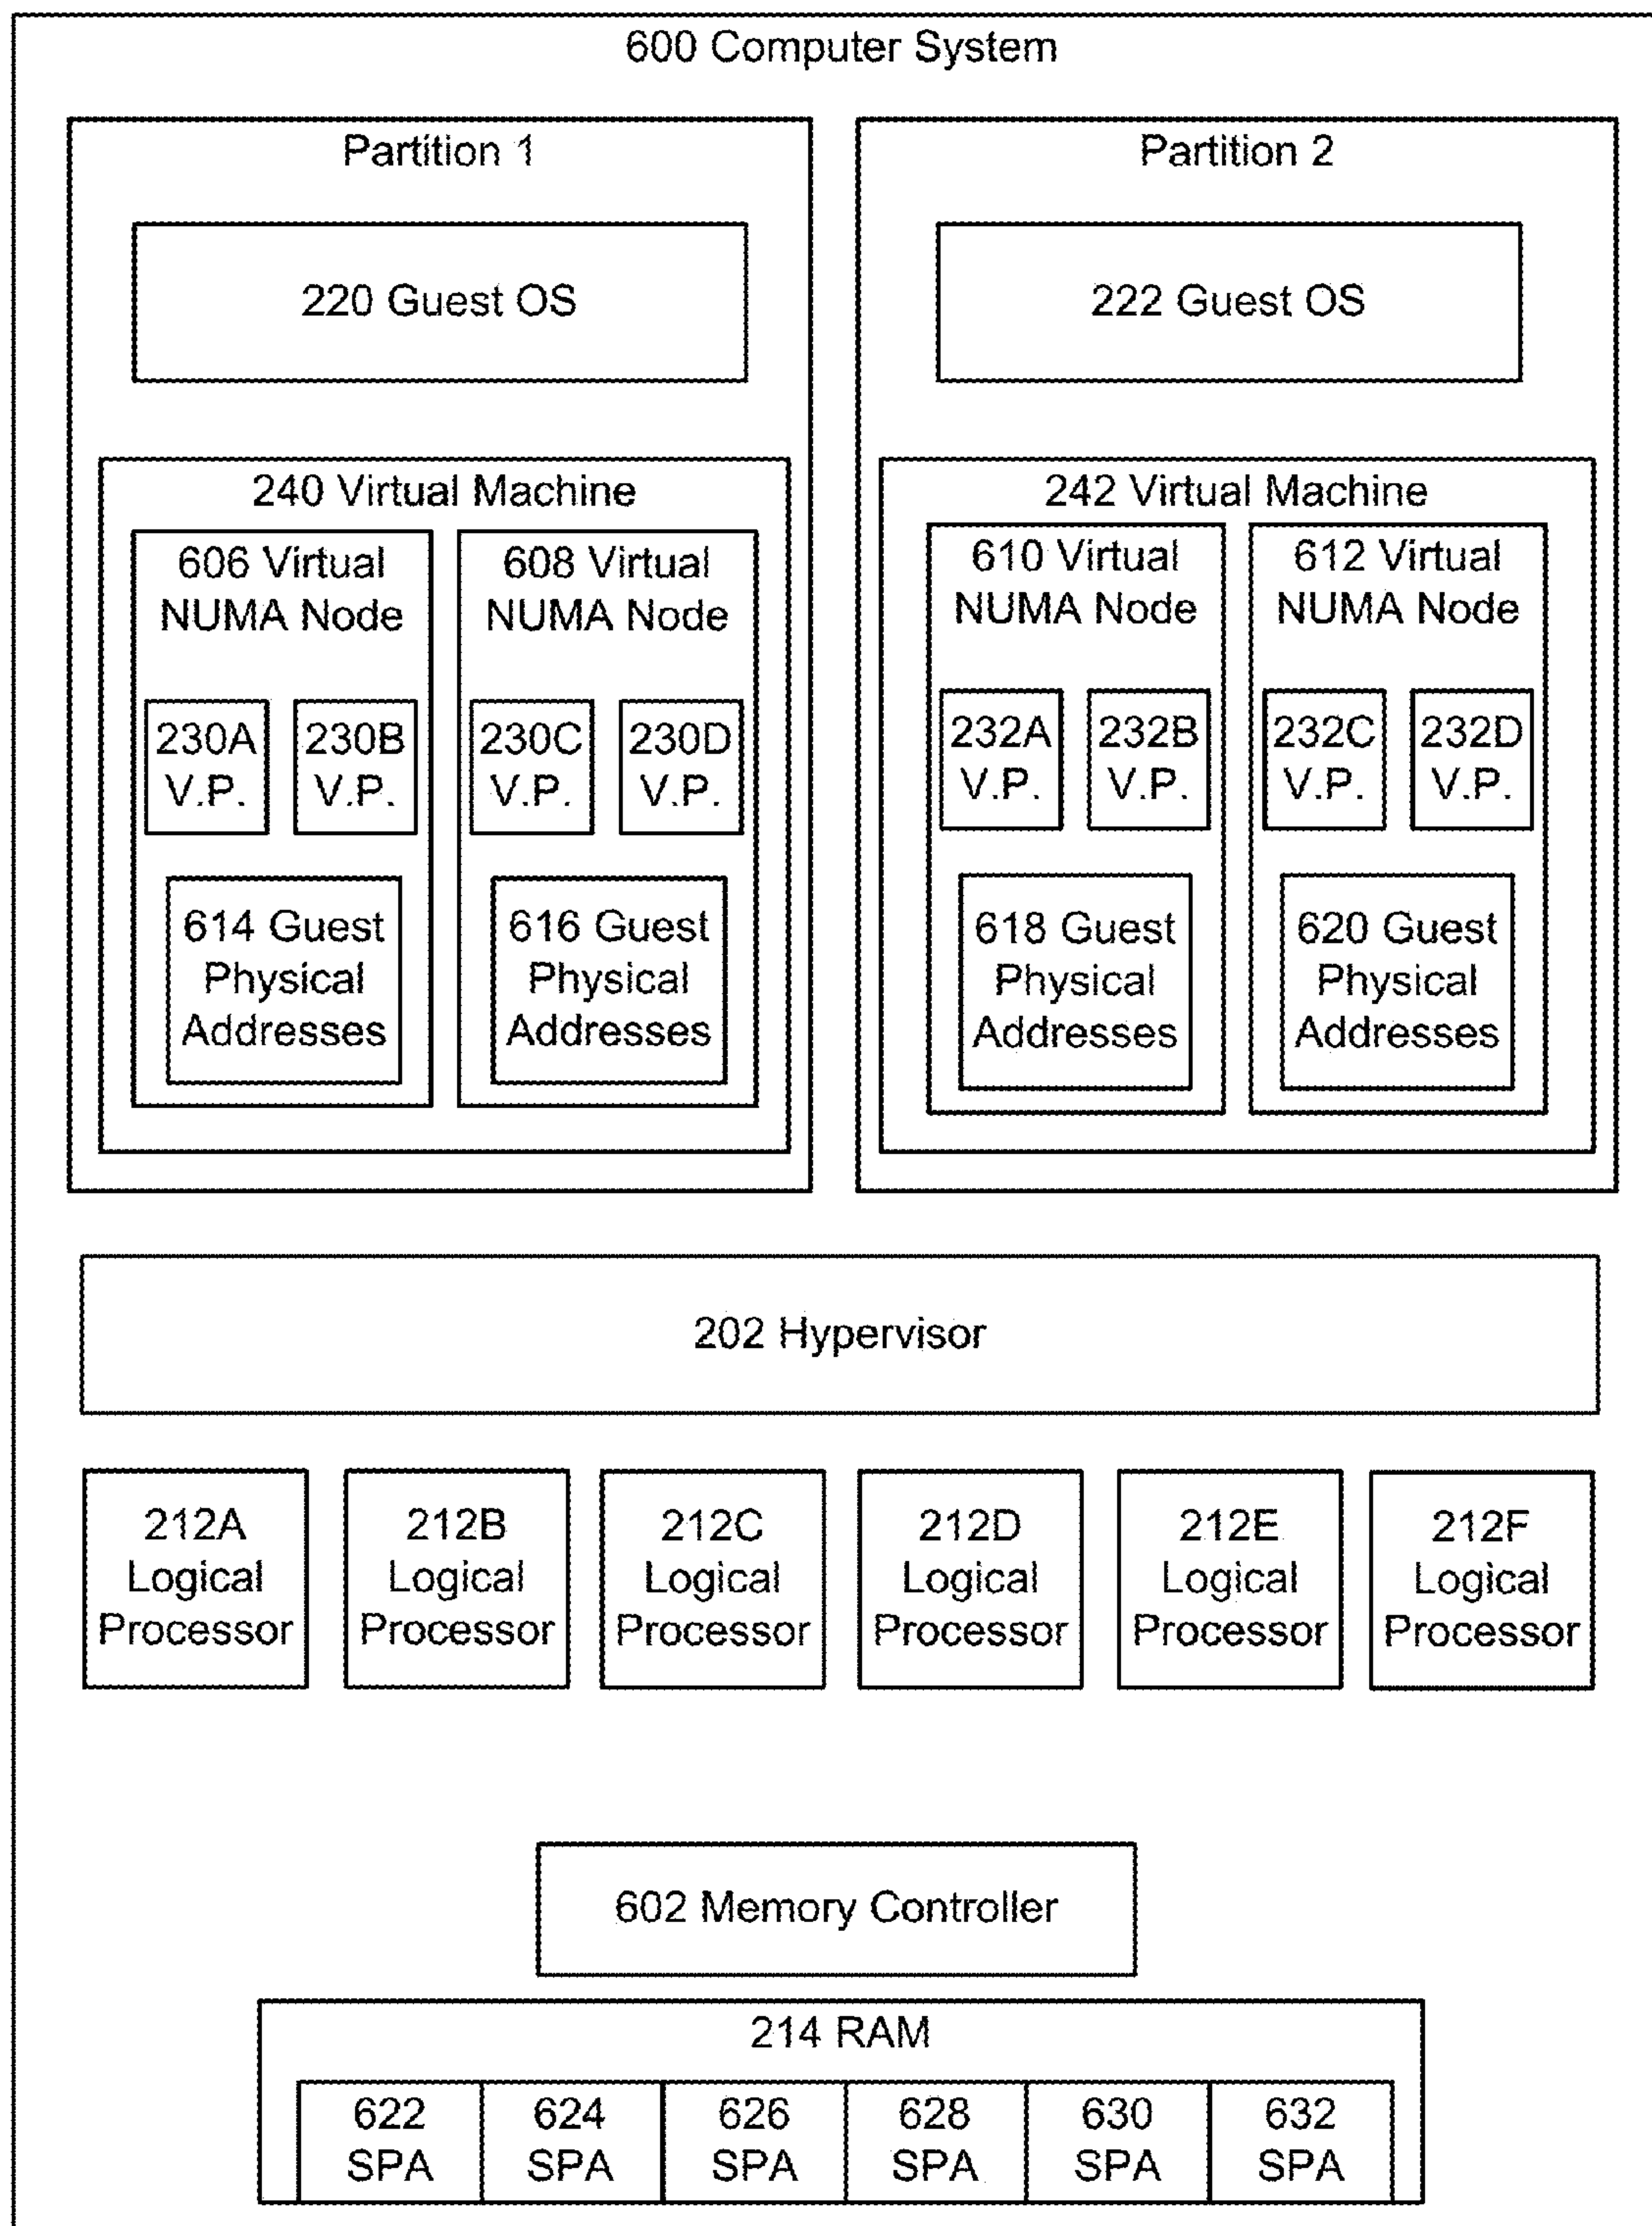 600 Computer System
Partition 1
220 Guest OS
240 Virtual Machine
606 Virtual
NUMA Node
230A
V.P.
230B
V.P.
614 Guest
Physical
Addresses
608 Virtual
NUMA Node
230C
V.P.
230D
V.P.
616 Guest
Physical
Addresses
Partition 2
222 Guest OS
242 Virtual Machine
610 Virtual
NUMA Node
232A
V.P.
232B
V.P.
618 Guest
Physical
Addresses
612 Virtual
NUMA Node
232C
V.P.
232D
V.P.
620 Guest
Physical
Addresses
202 Hypervisor
212A
Logical
Processor
212B
Logical
Processor
212C
Logical
Processor
212D
Logical
Processor
212E
Logical
Processor
212F
Logical
Processor
602 Memory Controller
214 RAM
622
SPA
624
SPA
626
SPA
628
SPA
630
SPA
632
SPA